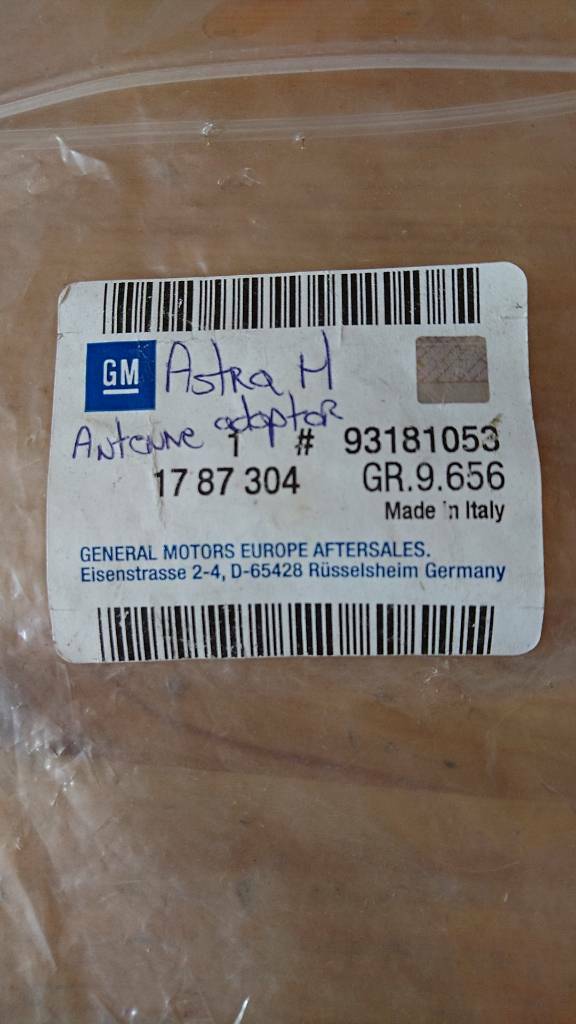 GM Astra H
Antenne adaptor
1 # 93181053
17 87 304 GR.9.656
Made in Italy
GENERAL MOTORS EUROPE AFTERSALES.
Eisenstrasse 2-4, D-65428 Rüsselsheim Germany